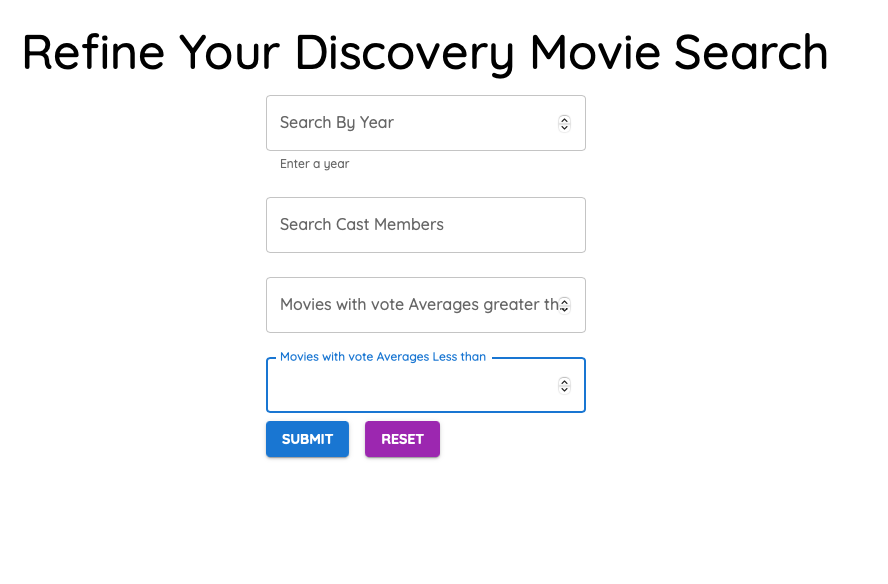 Refine Your Discovery Movie Search
Search By Year
Enter a year
Search Cast Members
Movies with vote Averages greater th...
Movies with vote Averages Less than
SUBMIT
RESET